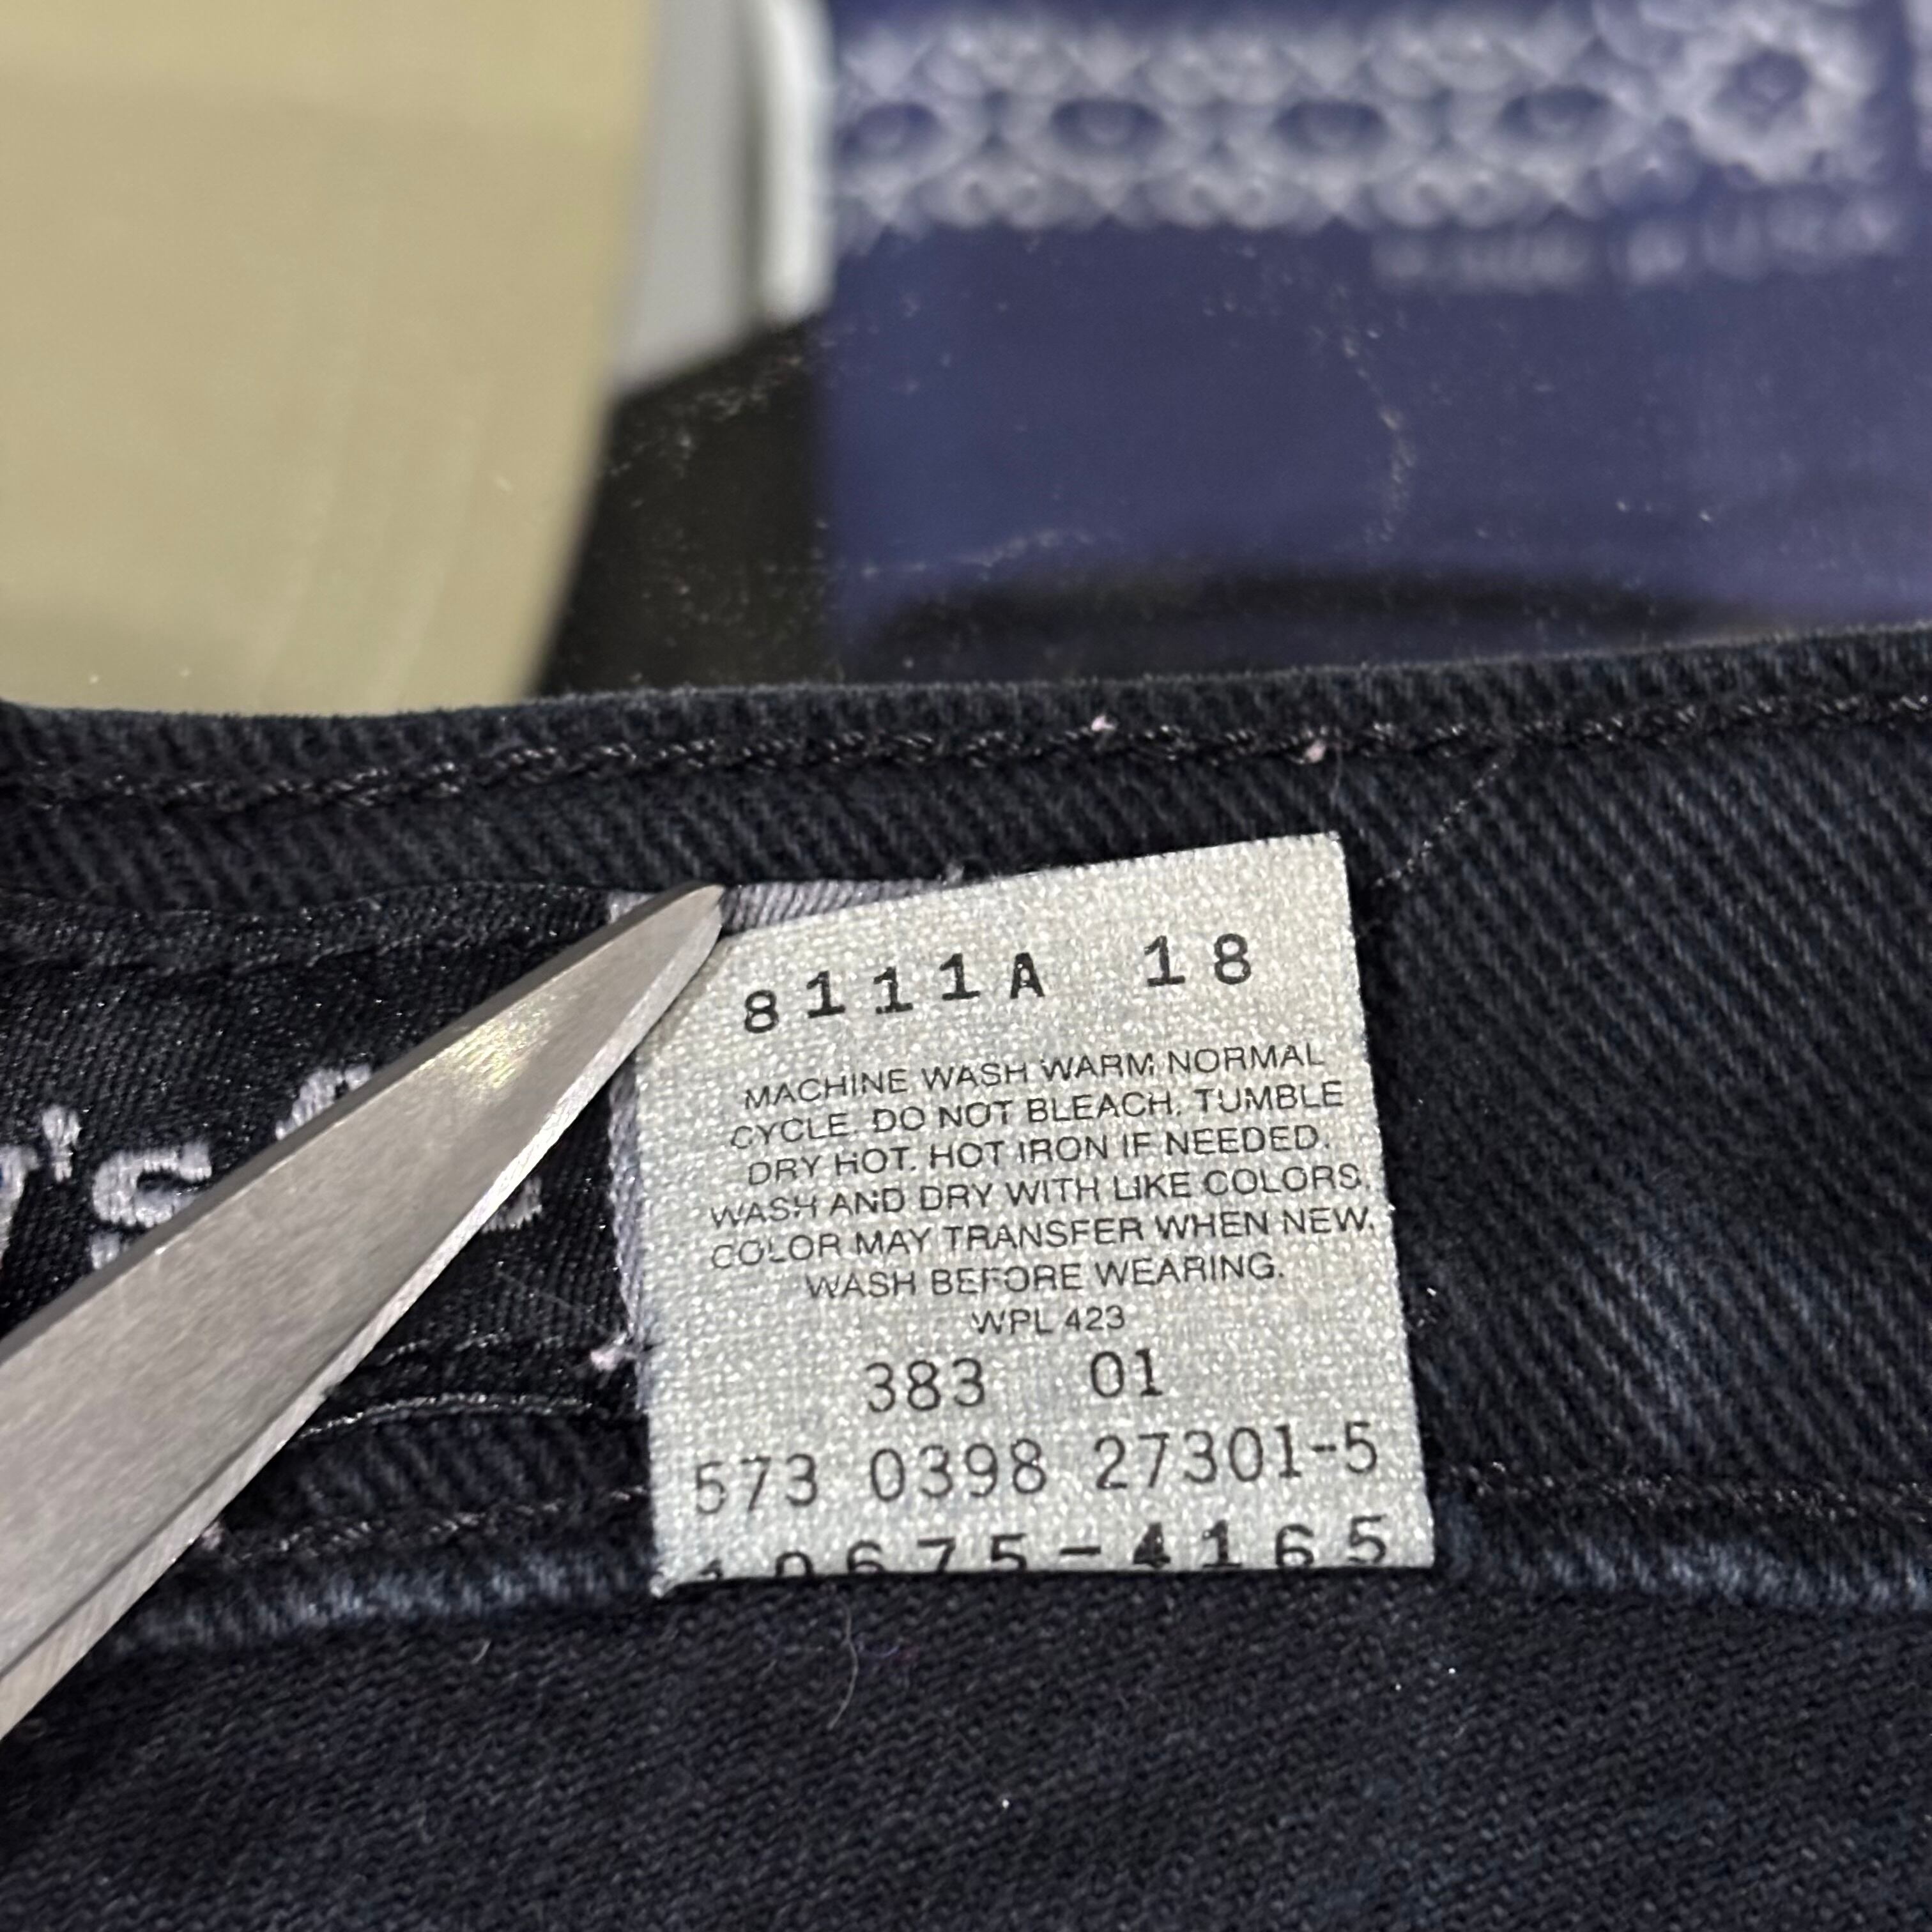 8111A 18
MACHINE WASH WARM NORMAL
CYCLE. DO NOT BLEACH. TUMBLE
DRY HOT. HOT IRON IF NEEDED.
WASH AND DRY WITH LIKE COLORS.
COLOR MAY TRANSFER WHEN NEW.
WASH BEFORE WEARING.
WPL 423
383 01
573 0398 27301-5
10675-4165